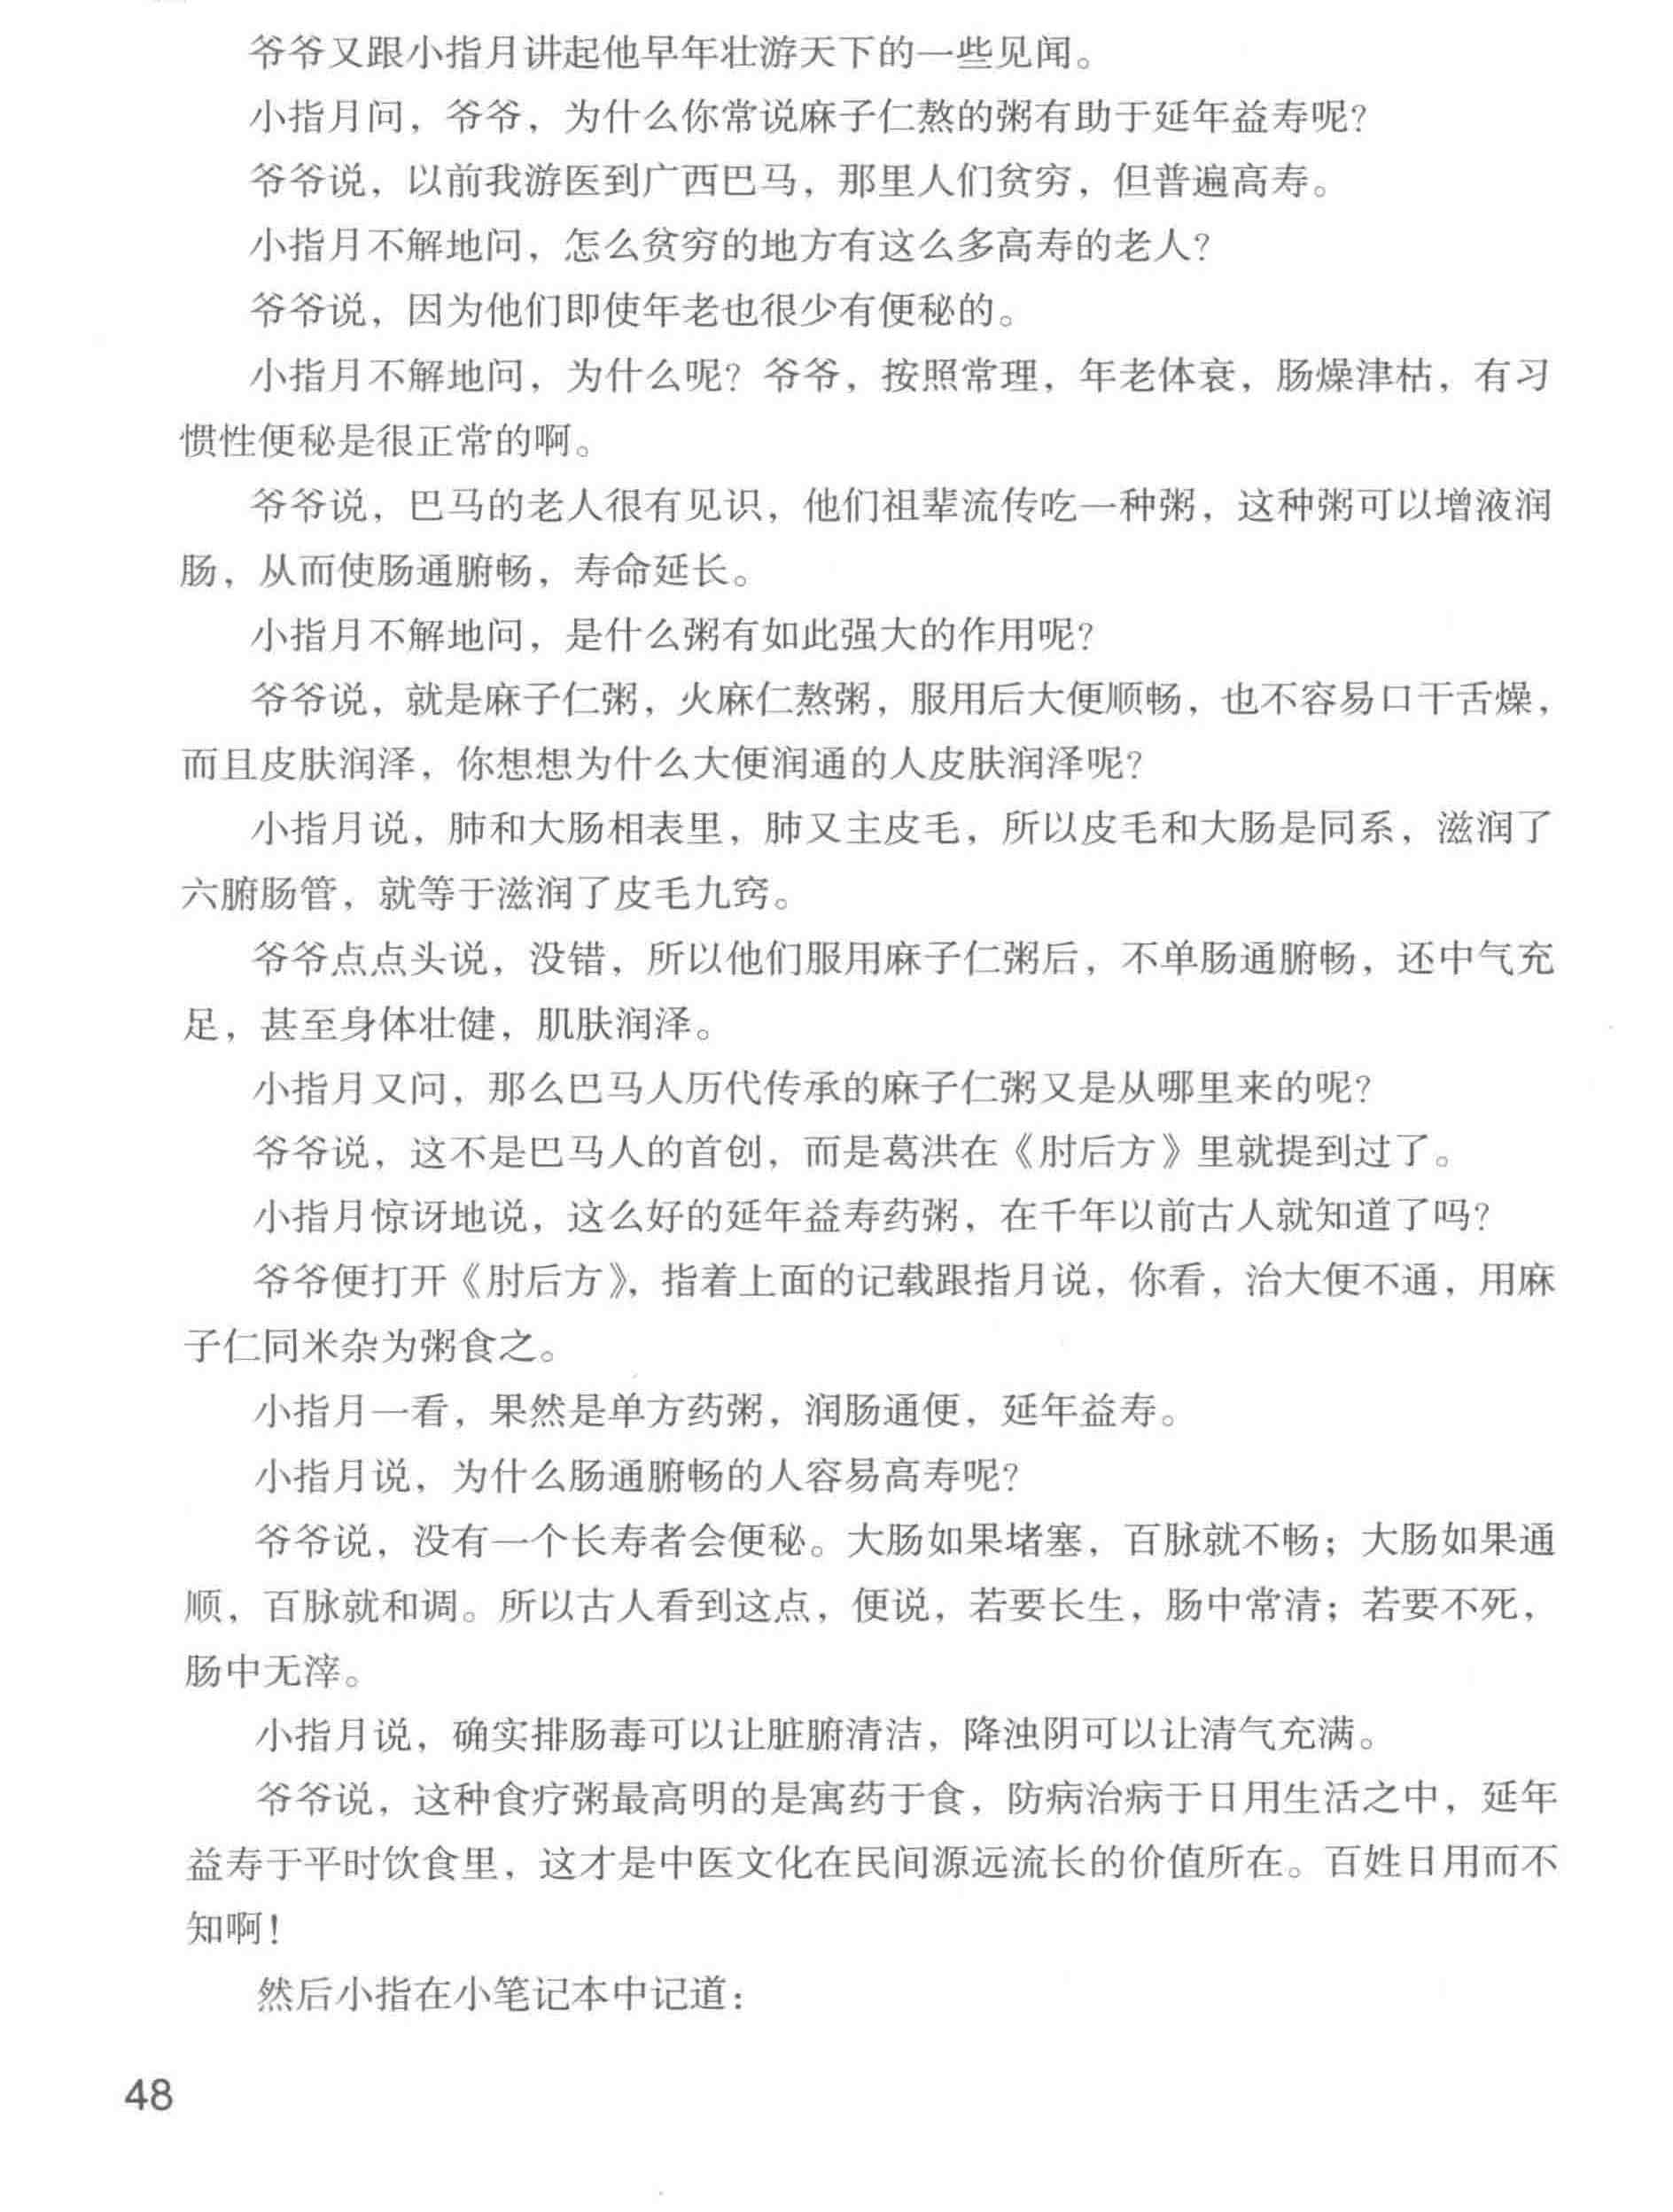 爷爷又跟小指月讲起他早年壮游天下的一些见闻。
小指月问，爷爷，为什么你常说麻子仁熬的粥有助于延年益寿呢？
爷爷说，以前我游医到广西巴马，那里人们贫穷，但普遍高寿。
小指月不解地问，怎么贫穷的地方有这么多高寿的老人？
爷爷说，因为他们即使年老也很少有便秘的。
小指月不解地问，为什么呢？爷爷，按照常理，年老体衰，肠燥津枯，有习
惯性便秘是很正常的啊。
爷爷说，巴马的老人很有见识，他们祖辈流传吃一种粥，这种粥可以增液润
肠，从而使肠通腑畅，寿命延长。
小指月不解地问，是什么粥有如此强大的作用呢？
爷爷说，就是麻子仁粥，火麻仁熬粥，服用后大便顺畅，也不容易口干舌燥，
而且皮肤润泽，你想想为什么大便润通的人皮肤润泽呢？
小指月说，肺和大肠相表里，肺又主皮毛，所以皮毛和大肠是同系，滋润了
六腑肠管，就等于滋润了皮毛九窍。
爷爷点点头说，没错，所以他们服用麻子仁粥后，不单肠通腑畅，还中气充
足，甚至身体壮健，肌肤润泽。
小指月又问，那么巴马人历代传承的麻子仁粥又是从哪里来的呢？
爷爷说，这不是巴马人的首创，而是葛洪在《肘后方》里就提到过了。
小指月惊讶地说，这么好的延年益寿药粥，在千年以前古人就知道了吗？
爷爷便打开《肘后方》，指着上面的记载跟指月说，你看，治大便不通，用麻
子仁同米杂为粥食之。
小指月一看，果然是单方药粥，润肠通便，延年益寿。
小指月说，为什么肠通腑畅的人容易高寿呢？
爷爷说，没有一个长寿者会便秘。大肠如果堵塞，百脉就不畅；大肠如果通
顺，百脉就和调。所以古人看到这点，便说，若要长生，肠中常清；若要不死，
肠中无滓。
小指月说，确实排肠毒可以让脏腑清洁，降浊阴可以让清气充满。
爷爷说，这种食疗粥最高明的是寓药于食，防病治病于日用生活之中，延年
益寿于平时饮食里，这才是中医文化在民间源远流长的价值所在。百姓日用而不
知啊！
然后小指在小笔记本中记道：
48